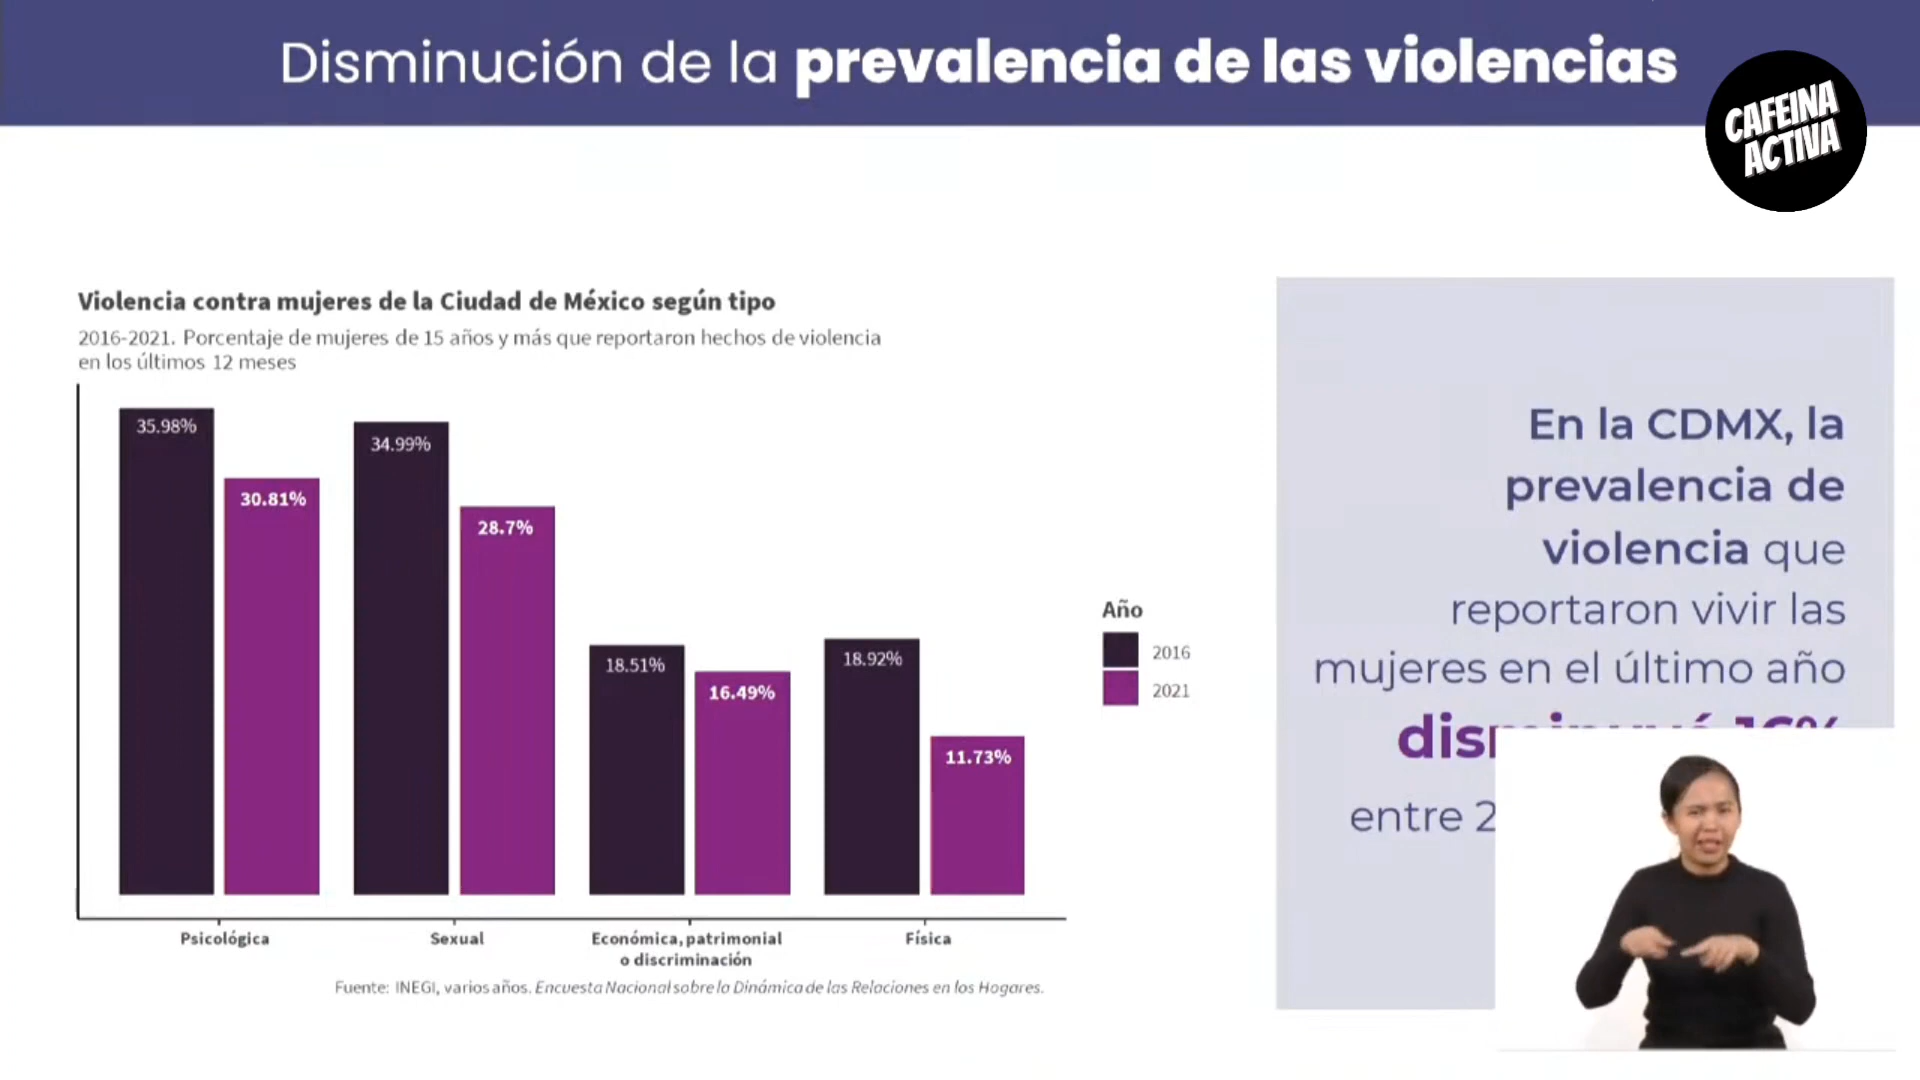 Disminución de la prevalencia de las violencias
CAFEINA
ACTIVA
Violencia contra mujeres de la Ciudad de México según tipo
2016-2021. Porcentaje de mujeres de 15 años y más que reportaron hechos de violencia
en los últimos 12 meses
35.98%
30.81%
34.99%
28.7%
18.51%
16.49%
18.92%
11.73%
Psicológica
Sexual
Económica, patrimonial
o discriminación
Física
Año
2016
2021
Fuente: INEGI, varios años. Encuesta Nacional sobre la Dinámica de las Relaciones en los Hogares.
En la CDMX, la
prevalencia de
violencia que
reportaron vivir las
mujeres en el último año
disminuyó 16%
entre 2